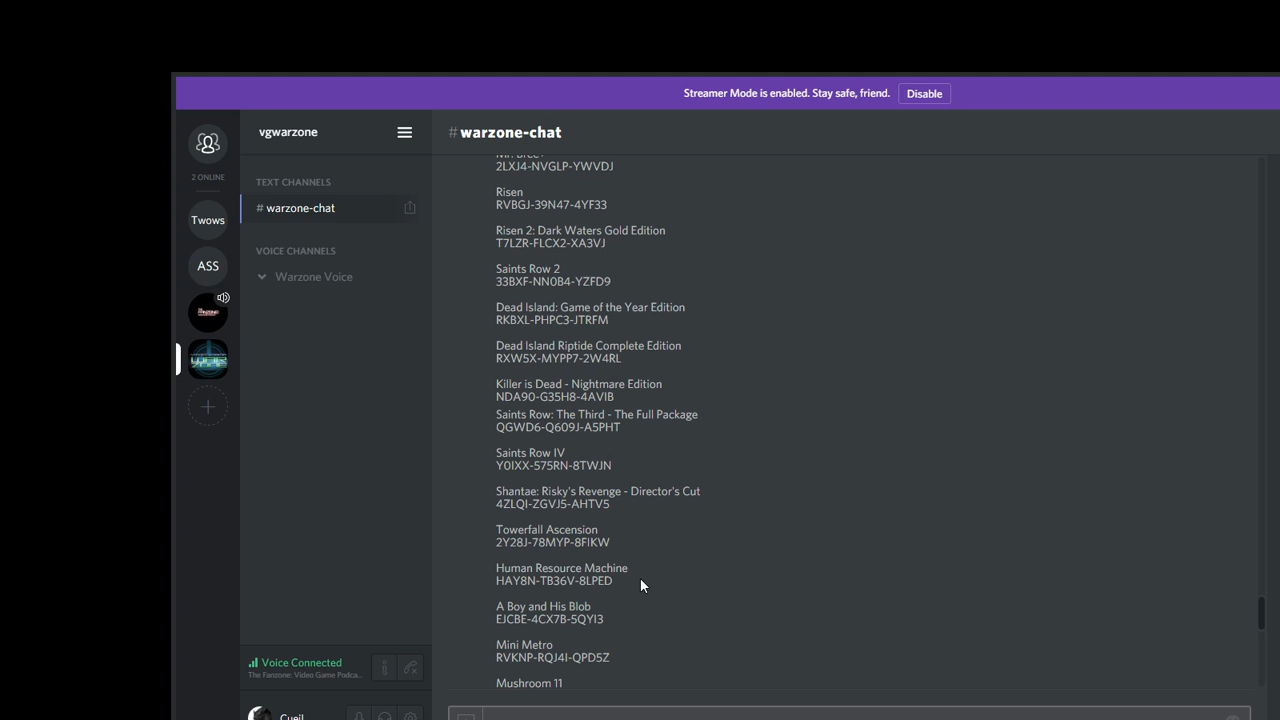 Streamer Mode is enabled. Stay safe, friend.
Disable
vgwarzone
# warzone-chat
2 ONLINE
TEXT CHANNELS
# warzone-chat
Twows
VOICE CHANNELS
ASS
Warzone Voice
2LXJ4-NVGLP-YWVDJ
Risen
RVBGJ-39N47-4YF33
Risen 2: Dark Waters Gold Edition
T7LZR-FLCX2-XA3VJ
Saints Row 2
33BXF-NN0B4-YZFD9
Dead Island: Game of the Year Edition
RKBXL-PHPC3-JTRFM
Dead Island Riptide Complete Edition
RXW5X-MYPP7-2W4RL
Killer is Dead - Nightmare Edition
NDA90-G35H8-4AVIB
Saints Row: The Third - The Full Package
QGWD6-Q609J-A5PHT
Saints Row IV
Y0IXX-575RN-8TWJN
Shantae: Risky's Revenge - Director's Cut
4ZLQI-ZGVJ5-AHTV5
Towerfall Ascension
2Y28J-78MYP-8FIKW
Human Resource Machine
HAY8N-TB36V-8LPED
A Boy and His Blob
EJCBE-4CX7B-5QYI3
Mini Metro
RVKNP-RQJ4I-QPD5Z
Mushroom 11
Voice Connected
The Fanzone: Video Game Podca...
Cueil